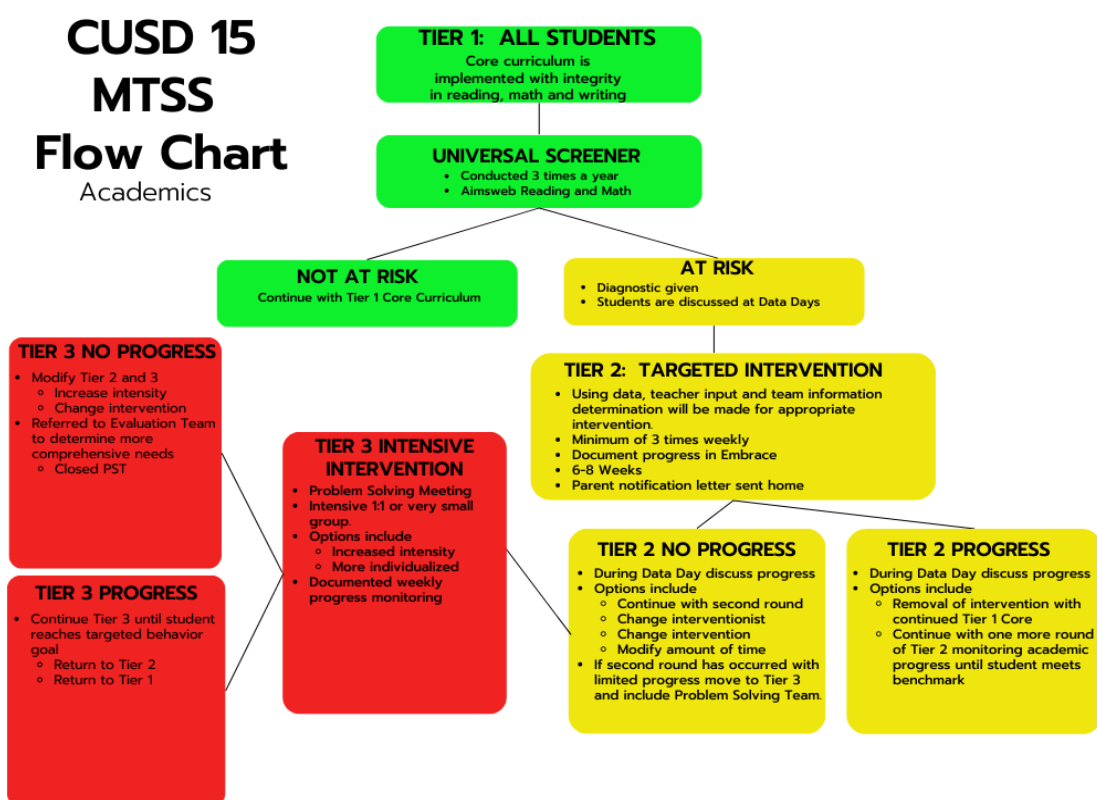 CUSD 15
MTSS
Flow Chart
Academics
TIER 1: ALL STUDENTS
Core curriculum is
implemented with integrity
in reading, math and writing
UNIVERSAL SCREENER
• Conducted 3 times a year
• Aimsweb Reading and Math
NOT AT RISK
Continue with Tier 1 Core Curriculum
AT RISK
• Diagnostic given
• Students are discussed at Data Days
TIER 2: TARGETED INTERVENTION
• Using data, teacher input and team information
determination will be made for appropriate
intervention.
• Minimum of 3 times weekly
• Document progress in Embrace
• 6-8 Weeks
• Parent notification letter sent home
TIER 2 NO PROGRESS
• During Data Day discuss progress
• Options include
◦ Continue with second round
◦ Change interventionist
◦ Change intervention
◦ Modify amount of time
• If second round has occurred with
limited progress move to Tier 3
and include Problem Solving Team.
TIER 2 PROGRESS
• During Data Day discuss progress
• Options include
◦ Removal of intervention with
continued Tier 1 Core
◦ Continue with one more round
of Tier 2 monitoring academic
progress until student meets
benchmark
TIER 3 INTENSIVE
INTERVENTION
• Problem Solving Meeting
• Intensive 1:1 or very small
group.
• Options include
◦ Increased intensity
◦ More individualized
• Documented weekly
progress monitoring
TIER 3 NO PROGRESS
• Modify Tier 2 and 3
◦ Increase intensity
◦ Change intervention
• Referred to Evaluation Team
to determine more
comprehensive needs
◦ Closed PST
TIER 3 PROGRESS
• Continue Tier 3 until student
reaches targeted behavior
goal
◦ Return to Tier 2
◦ Return to Tier 1